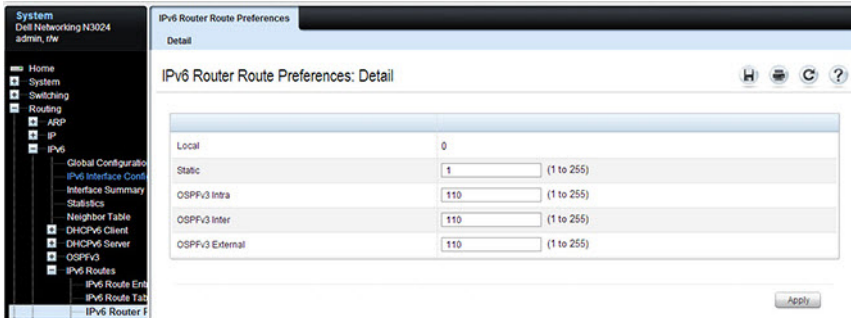 System
Dell Networking N3024
admin, r/w
Home
System
Switching
Routing
ARP
IP
IPv6
Global Configuratio
IPv6 Interface Confi
Interface Summary
Statistics
Neighbor Table
DHCPv6 Client
DHCPv6 Server
OSPFv3
IPv6 Routes
IPv6 Route Ent
IPv6 Route Tab
IPv6 Router F
IPv6 Router Route Preferences
Detail
IPv6 Router Route Preferences: Detail
H
C
?
Local 0
Static 1 (1 to 255)
OSPFv3 Intra 110 (1 to 255)
OSPFv3 Inter 110 (1 to 255)
OSPFv3 External 110 (1 to 255)
Apply